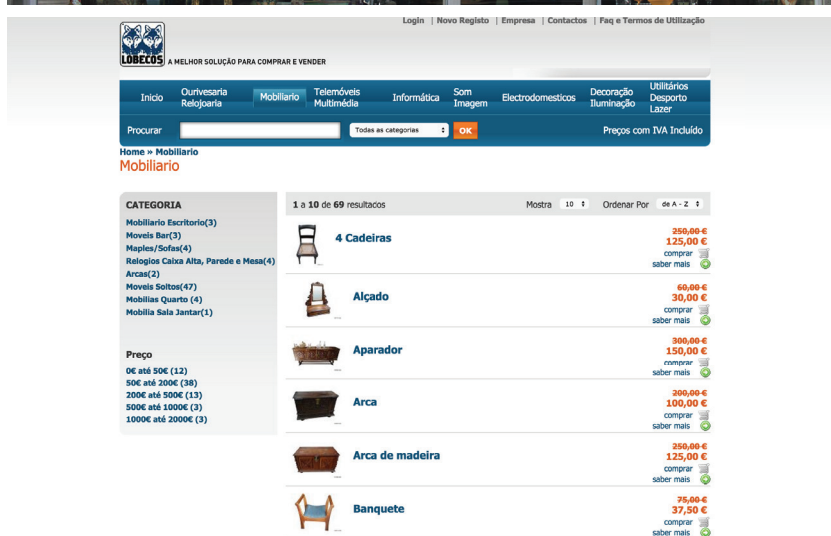 Login | Novo Registo | Empresa | Contactos | Faq e Termos de Utilização
LOBECOS A MELHOR SOLUÇÃO PARA COMPRAR E VENDER
Inicio
Ourivesaria
Relojoaria
Mobiliario
Telemóveis
Multimédia
Informática
Som
Imagem
Electrodomesticos
Decoração
Iluminação
Utilitários
Desporto
Lazer
Procurar Todas as categorias OK Preços com IVA Incluído
Home » Mobiliario
Mobiliario
CATEGORIA
Mobiliario Escritorio(3)
Moveis Bar(3)
Maples/Sofas(4)
Relogios Caixa Alta, Parede e Mesa(4)
Arcas(2)
Moveis Soltos(47)
Mobilias Quarto (4)
Mobilia Sala Jantar(1)
Preço
0€ até 50€ (12)
50€ até 200€ (38)
200€ até 500€ (13)
500€ até 1000€ (3)
1000€ até 2000€ (3)
1 a 10 de 69 resultados Mostra 10 Ordenar Por de A - Z
4 Cadeiras
250,00 €
125,00 €
comprar
saber mais
Alçado
60,00 €
30,00 €
comprar
saber mais
Aparador
300,00 €
150,00 €
comprar
saber mais
Arca
200,00 €
100,00 €
comprar
saber mais
Arca de madeira
250,00 €
125,00 €
comprar
saber mais
Banquete
75,00 €
37,50 €
comprar
saber mais